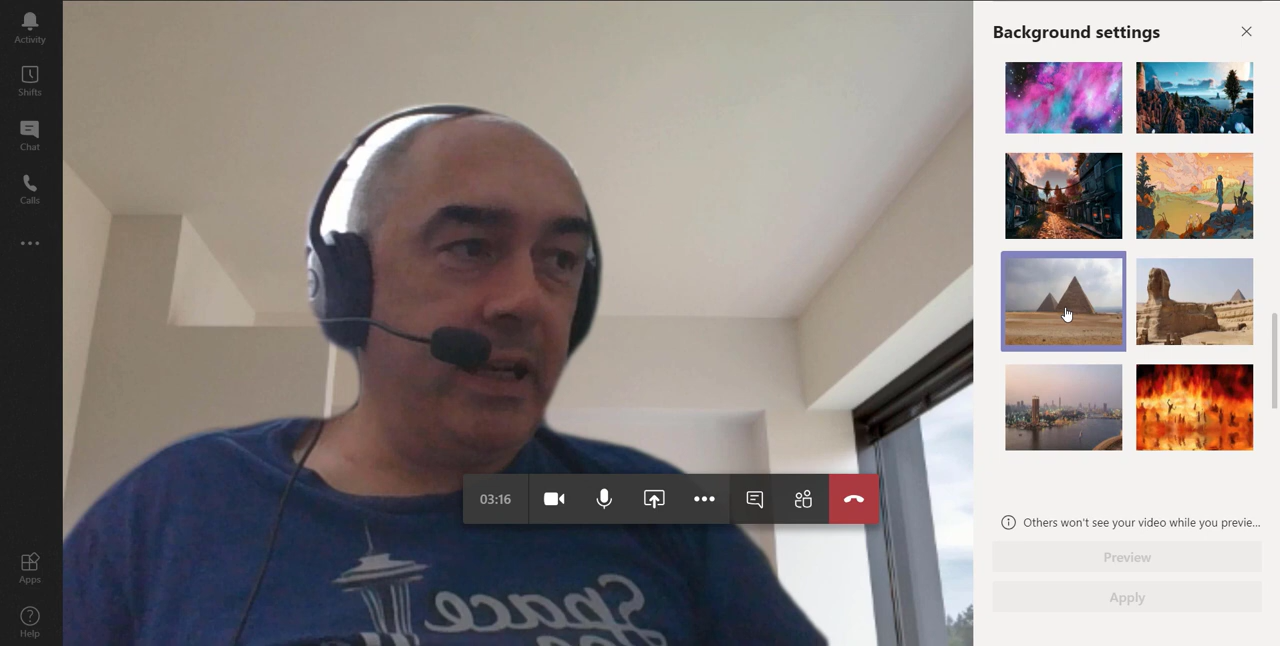 Activity
Shifts
Chat
Calls
Apps
Help
03:16
Space
Background settings
Others won't see your video while you previe...
Preview
Apply